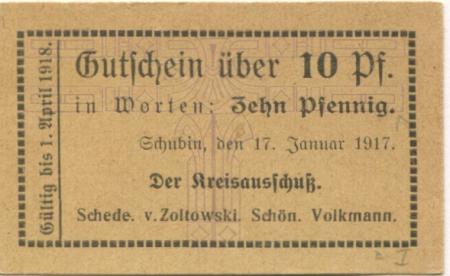 Gültig bis 1. April 1918.
Gutschein über 10 Pf.
in Worten: Zehn Pfennig.
Schubin, den 17. Januar 1917.
Der Kreisausschuß.
Schede. v. Zoltowski. Schön. Volkmann.